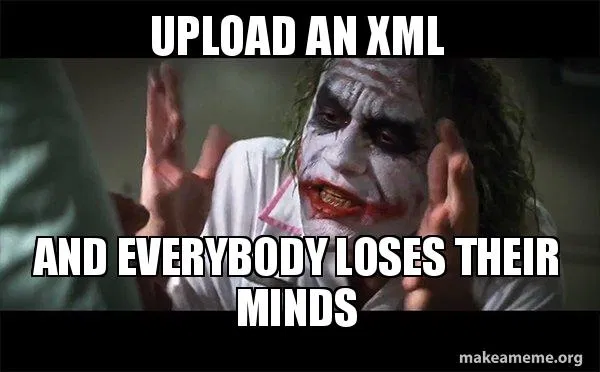 UPLOAD AN XML
AND EVERYBODY LOSES THEIR
MINDS
makeameme.org